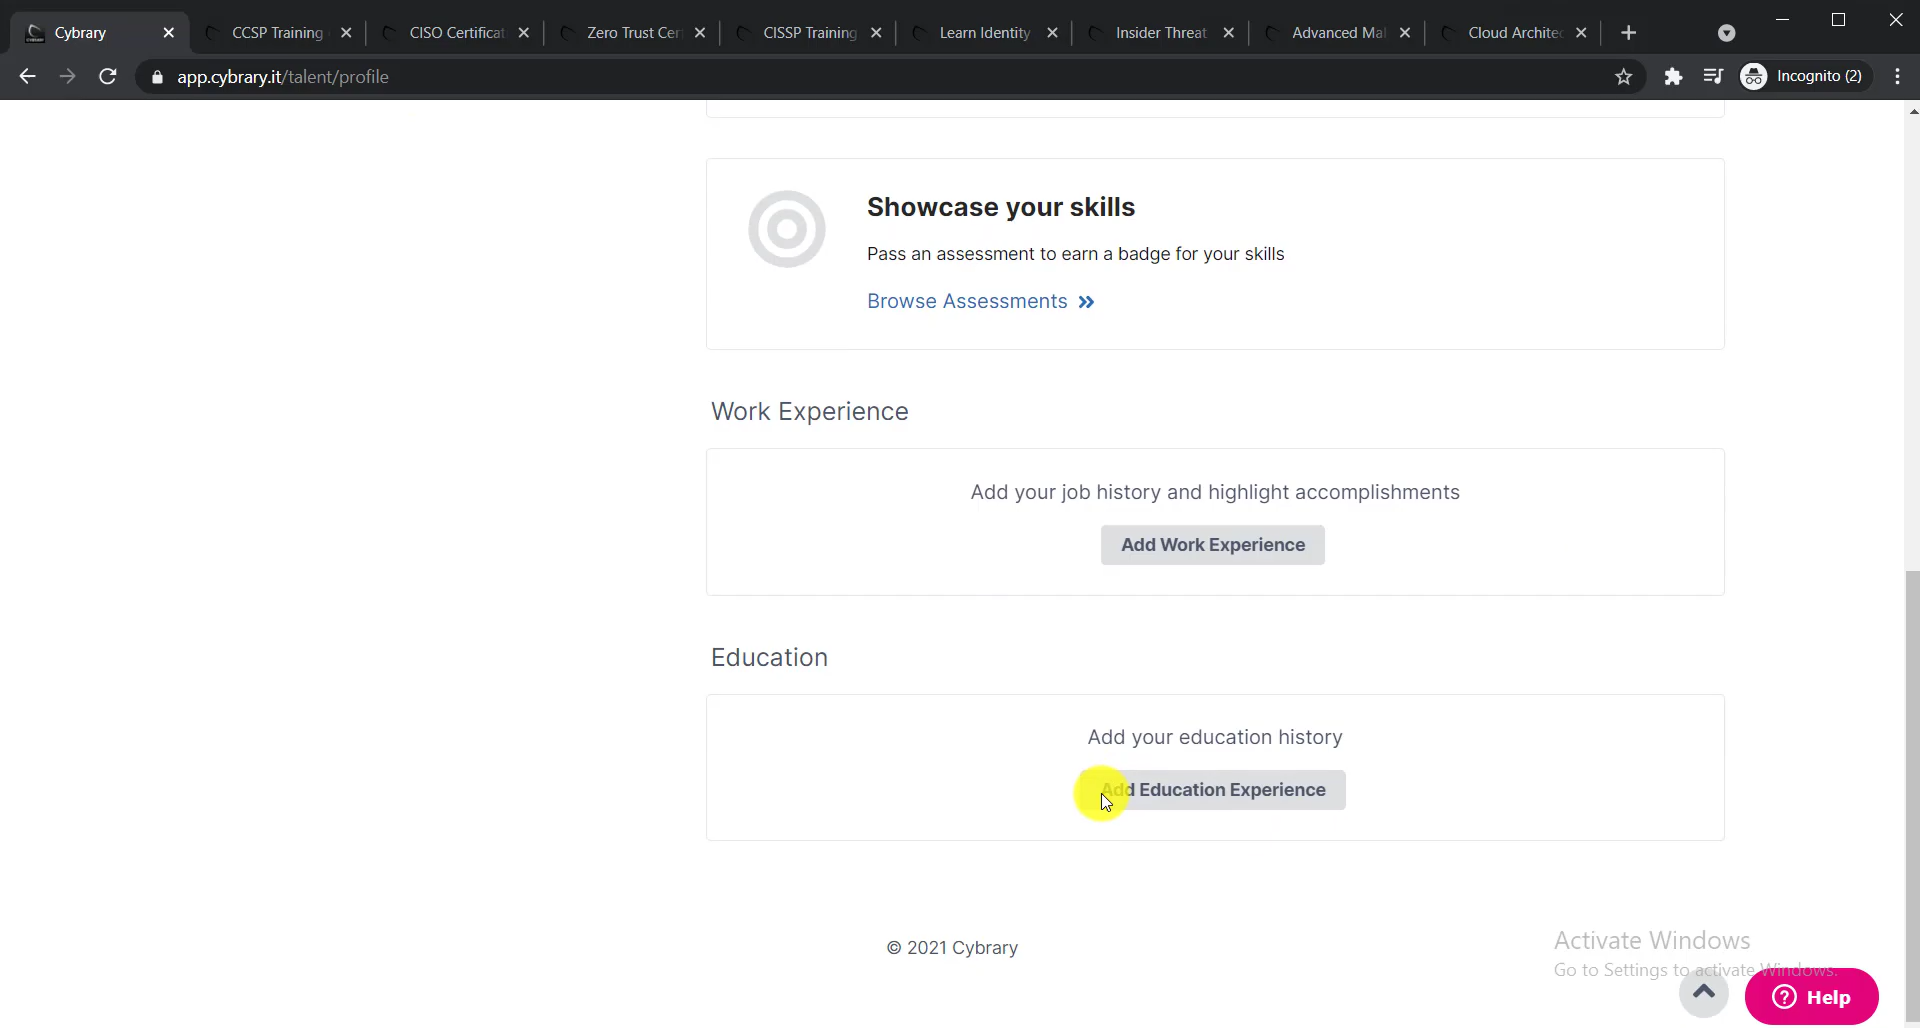 Cybrary
CCSP Training
CISO Certificat
Zero Trust Cer
CISSP Training
Learn Identity
Insider Threat
Advanced Mal
Cloud Architec
app.cybrary.it/talent/profile
Incognito (2)
Showcase your skills
Pass an assessment to earn a badge for your skills
Browse Assessments »
Work Experience
Add your job history and highlight accomplishments
Add Work Experience
Education
Add your education history
Add Education Experience
© 2021 Cybrary
Activate Windows
Go to Settings to activate Windows.
Help